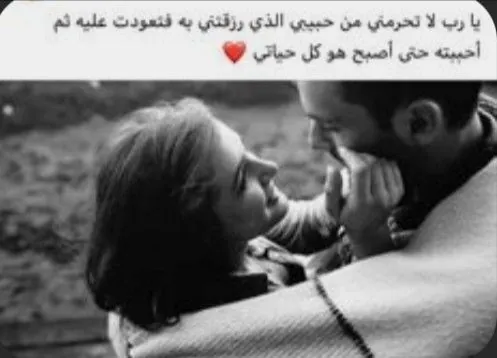 يا رب لا تحرمني من حبيبي الذي رزقتني به فتعودت عليه ثم
أحببته حتى أصبح هو كل حياتي ❤️